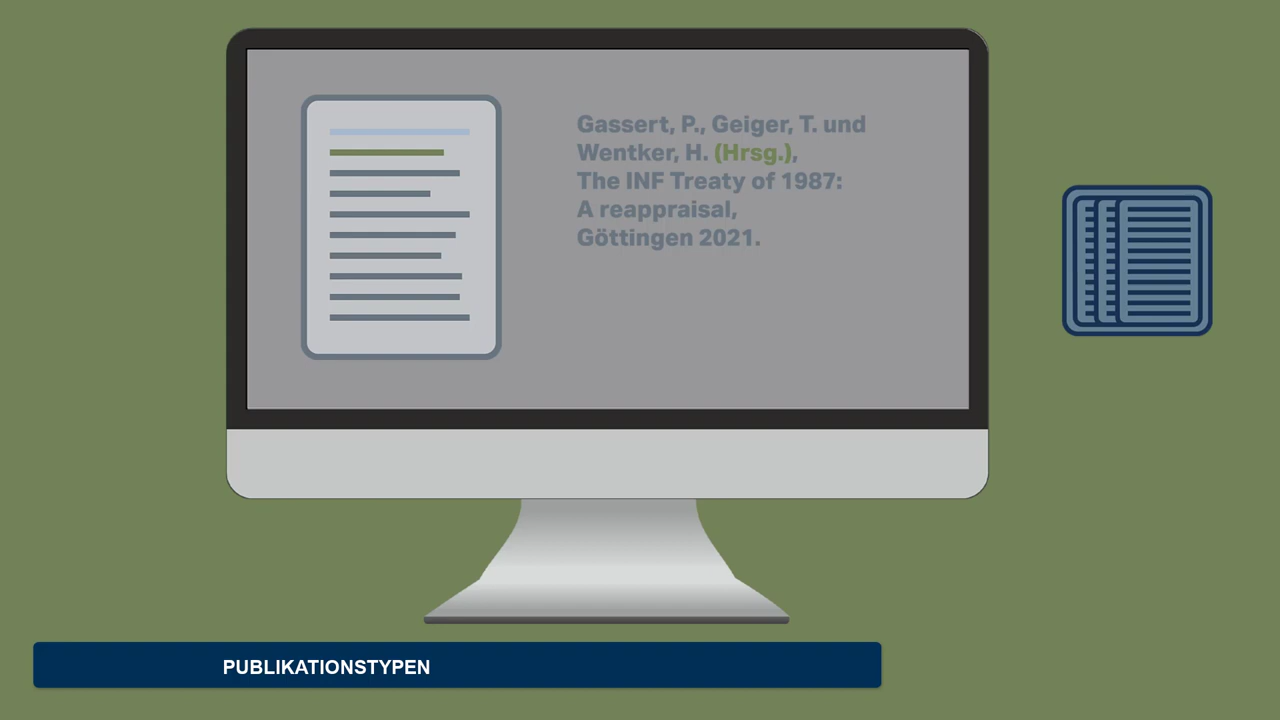 Gassert, P., Geiger, T. und
Wentker, H. (Hrsg.),
The INF Treaty of 1987:
A reappraisal,
Göttingen 2021.
PUBLIKATIONSTYPEN